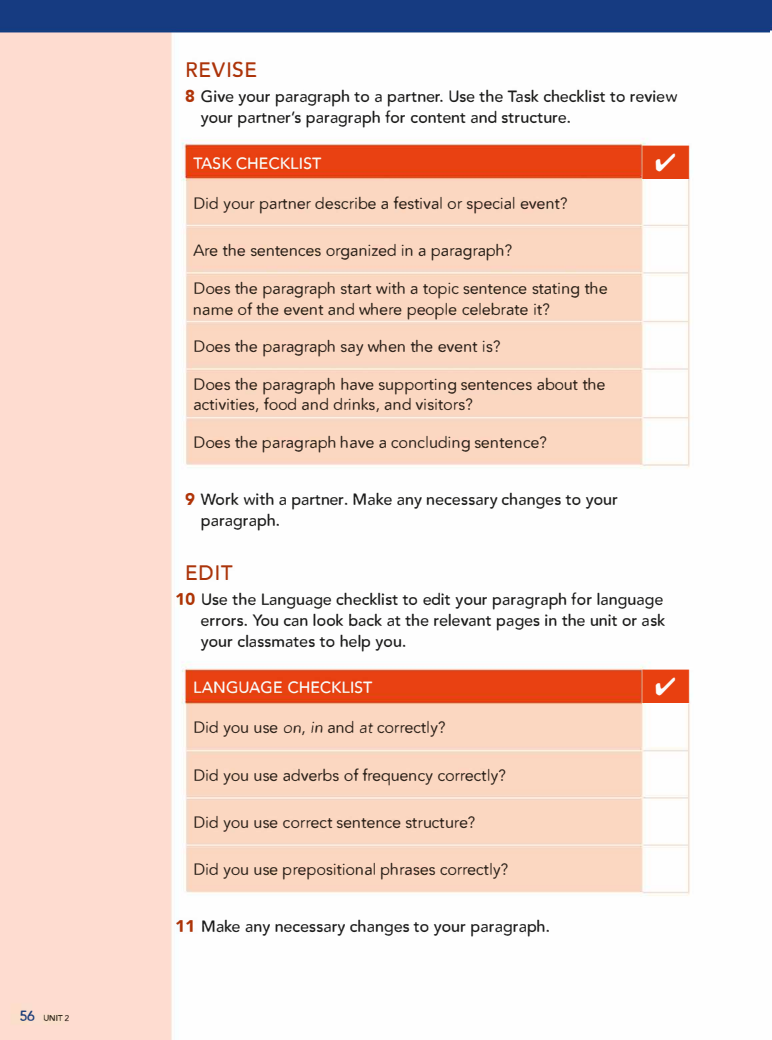 REVISE
8 Give your paragraph to a partner. Use the Task checklist to review
your partner's paragraph for content and structure.
TASK CHECKLIST ✔
Did your partner describe a festival or special event?
Are the sentences organized in a paragraph?
Does the paragraph start with a topic sentence stating the
name of the event and where people celebrate it?
Does the paragraph say when the event is?
Does the paragraph have supporting sentences about the
activities, food and drinks, and visitors?
Does the paragraph have a concluding sentence?
9 Work with a partner. Make any necessary changes to your
paragraph.
EDIT
10 Use the Language checklist to edit your paragraph for language
errors. You can look back at the relevant pages in the unit or ask
your classmates to help you.
LANGUAGE CHECKLIST ✔
Did you use on, in and at correctly?
Did you use adverbs of frequency correctly?
Did you use correct sentence structure?
Did you use prepositional phrases correctly?
11 Make any necessary changes to your paragraph.
56 UNIT 2